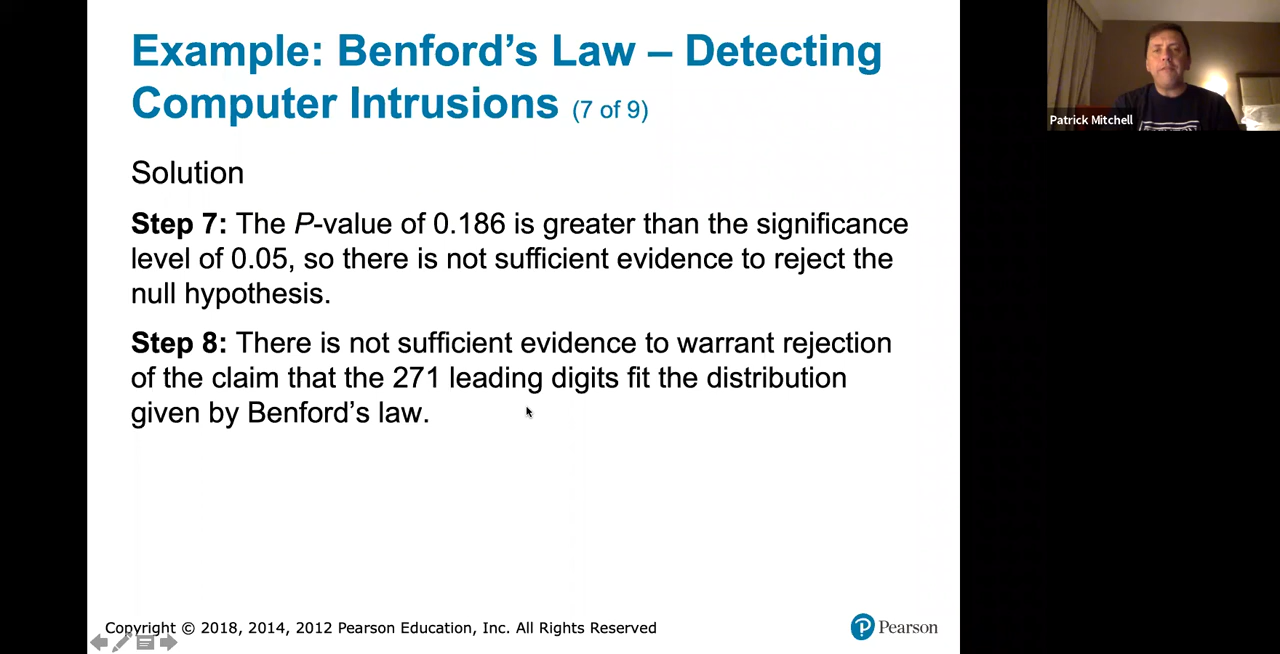 Example: Benford’s Law – Detecting
Computer Intrusions (7 of 9)
Solution
Step 7: The P-value of 0.186 is greater than the significance
level of 0.05, so there is not sufficient evidence to reject the
null hypothesis.
Step 8: There is not sufficient evidence to warrant rejection
of the claim that the 271 leading digits fit the distribution
given by Benford’s law.
Copyright © 2018, 2014, 2012 Pearson Education, Inc. All Rights Reserved
Pearson
Patrick Mitchell